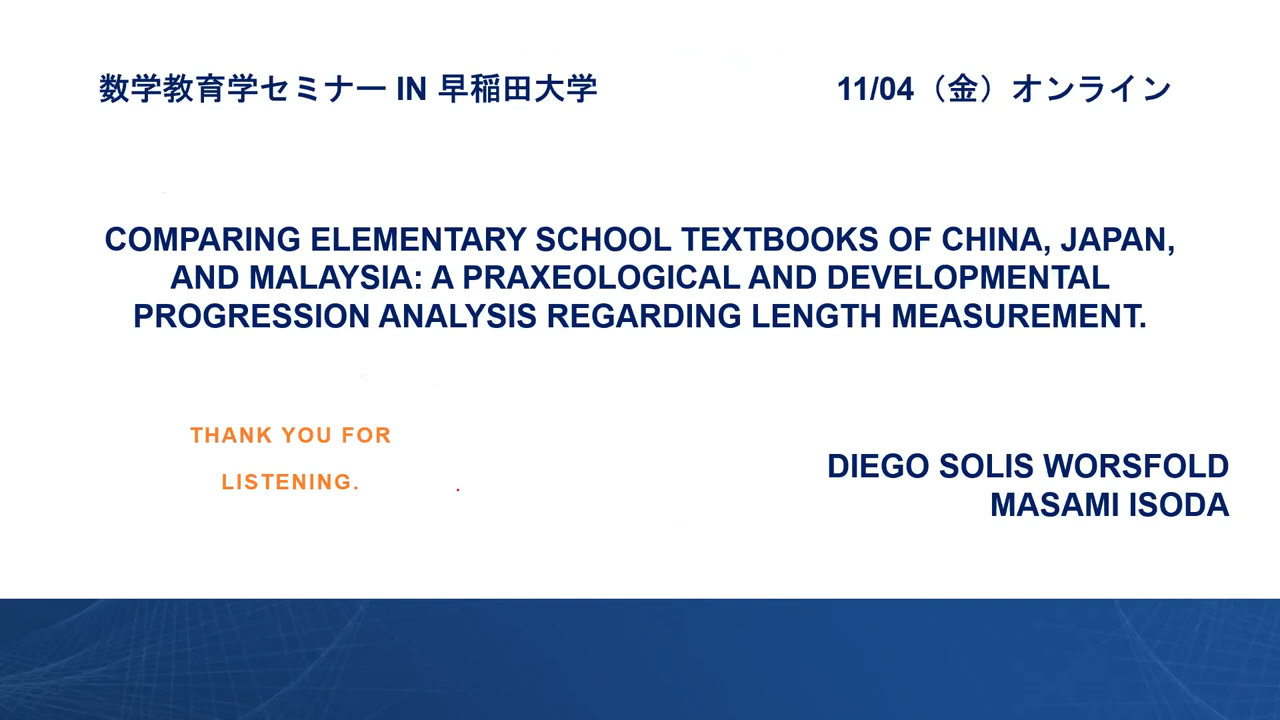 数学教育学セミナー IN 早稲田大学
11/04（金）オンライン
COMPARING ELEMENTARY SCHOOL TEXTBOOKS OF CHINA, JAPAN,
AND MALAYSIA: A PRAXEOLOGICAL AND DEVELOPMENTAL
PROGRESSION ANALYSIS REGARDING LENGTH MEASUREMENT.
THANK YOU FOR
LISTENING.
DIEGO SOLIS WORSFOLD
MASAMI ISODA